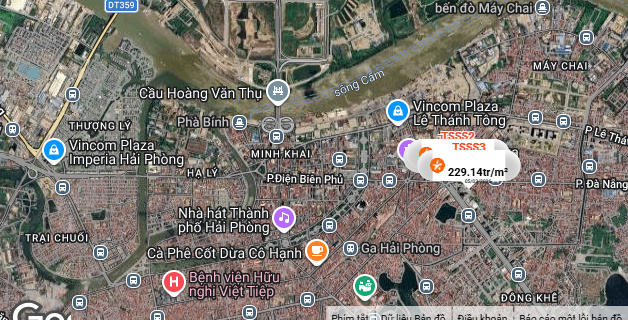 ĐT359
bến đò Máy Chai
MÁY CHAI
Cầu Hoàng Văn Thụ
sông Cấm
Vincom Plaza
Lê Thánh Tông
Phà Bính
THƯỢNG LÝ
Vincom Plaza
Imperia Hải Phòng
MINH KHAI
P Lê Thá
TSSS2
TSSS3
229.14tr/m²
HẠ LÝ
P.Điện Biên Phủ
P. Đà Nẵng
Nhà hát Thành
phố Hải Phòng
TRẠI CHUỐI
Cà Phê Cốt Dừa Cô Hạnh
Ga Hải Phòng
Bệnh viện Hữu
nghị Việt Tiệp
ĐÔNG KHÊ
Phím tắt
Dữ liệu Bản đồ
Điều khoản
Báo cáo một lỗi bản đồ